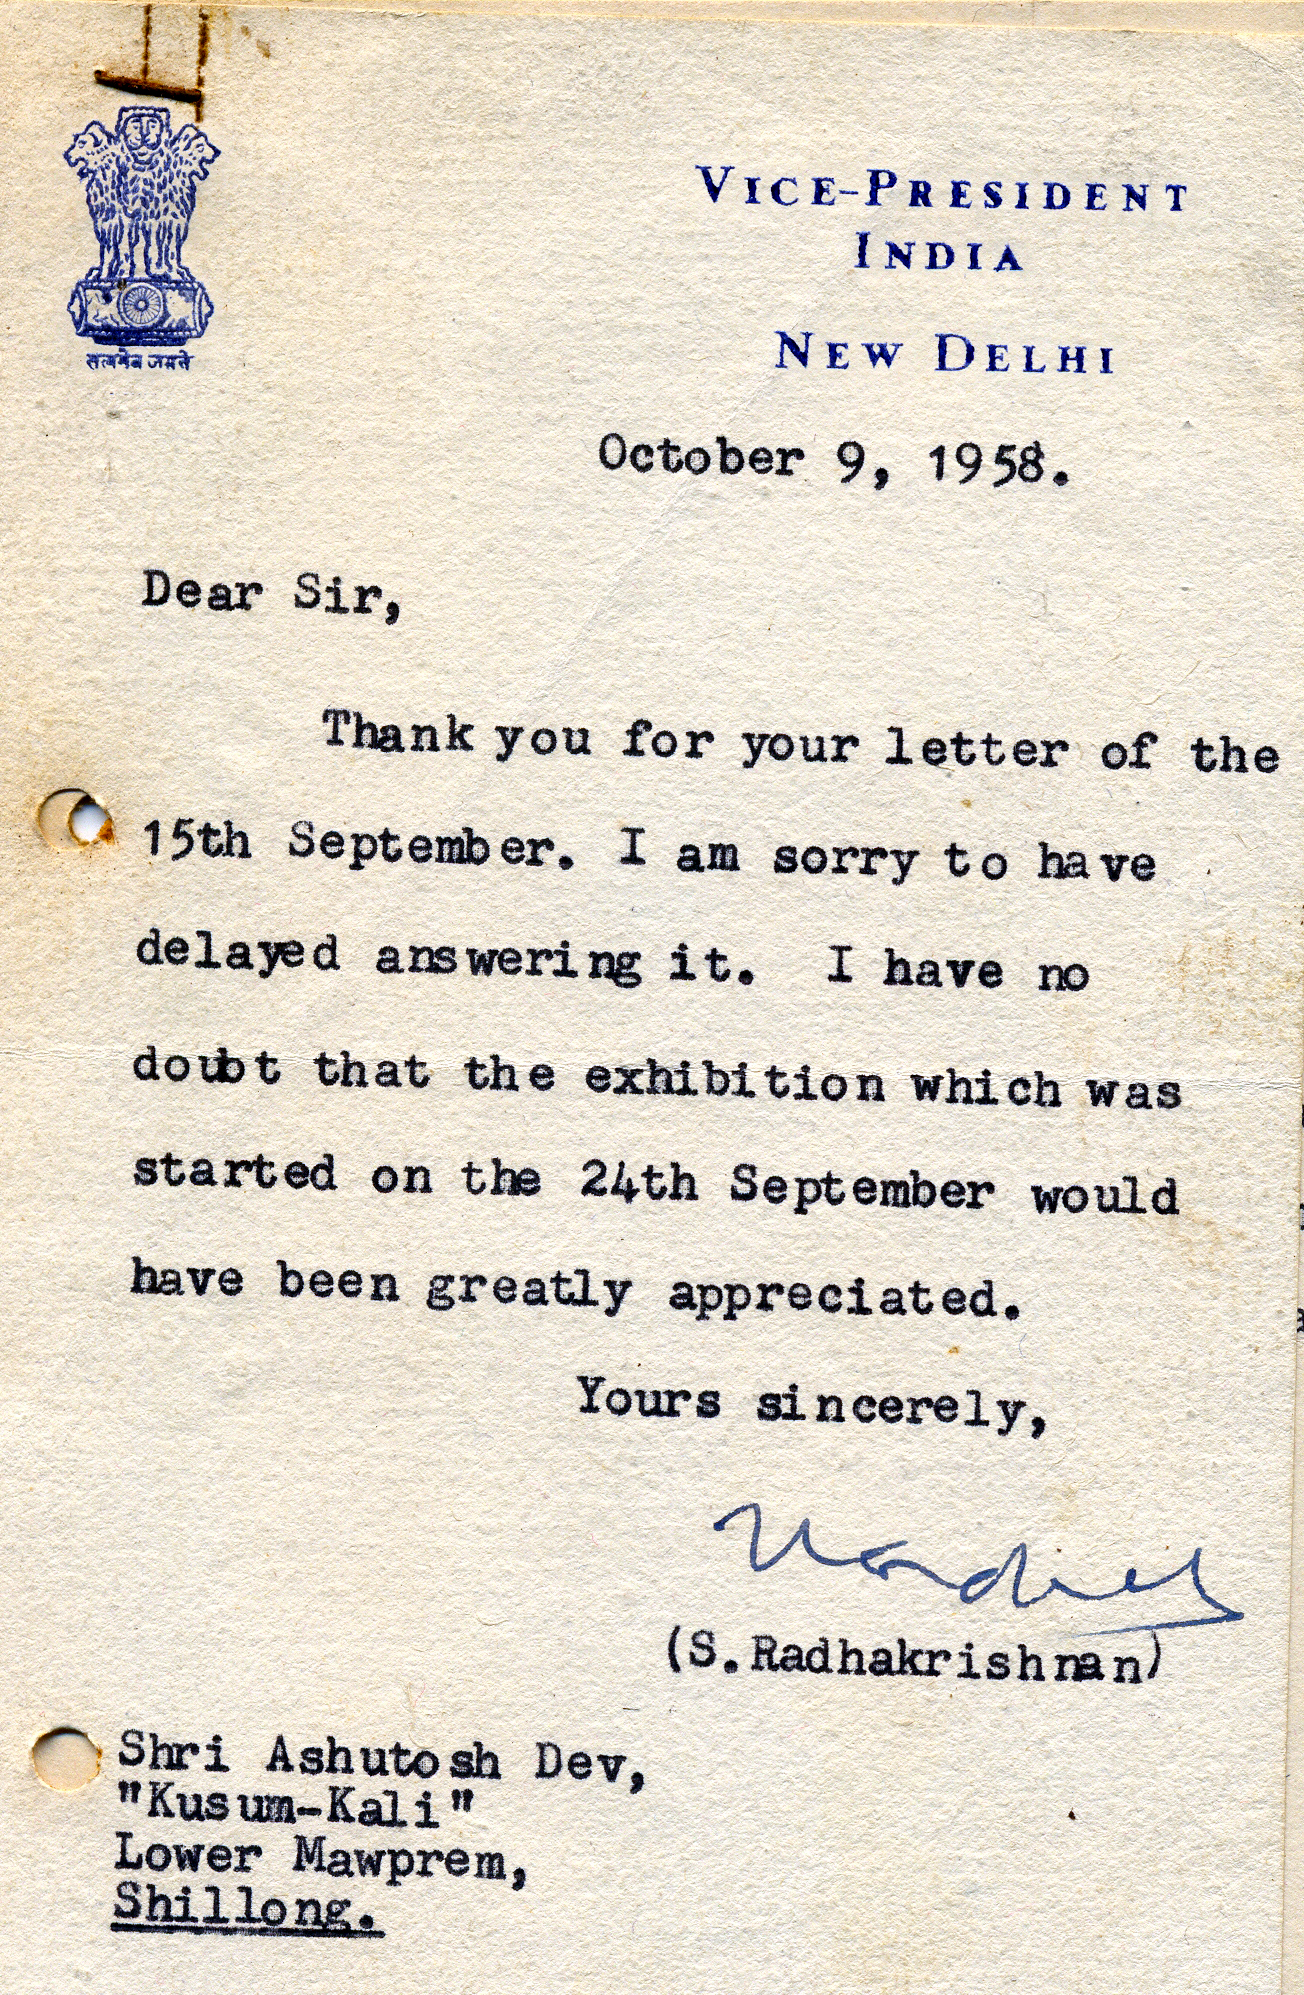 सत्यमेव जयते
VICE-PRESIDENT
INDIA
NEW DELHI
October 9, 1958.
Dear Sir,
Thank you for your letter of the
15th September. I am sorry to have
delayed answering it. I have no
doubt that the exhibition which was
started on the 24th September would
have been greatly appreciated.
Yours sincerely,
(S.Radhakrishnan)
Shri Ashutosh Dev,
"Kusum-Kali"
Lower Mawprem,
Shillong.